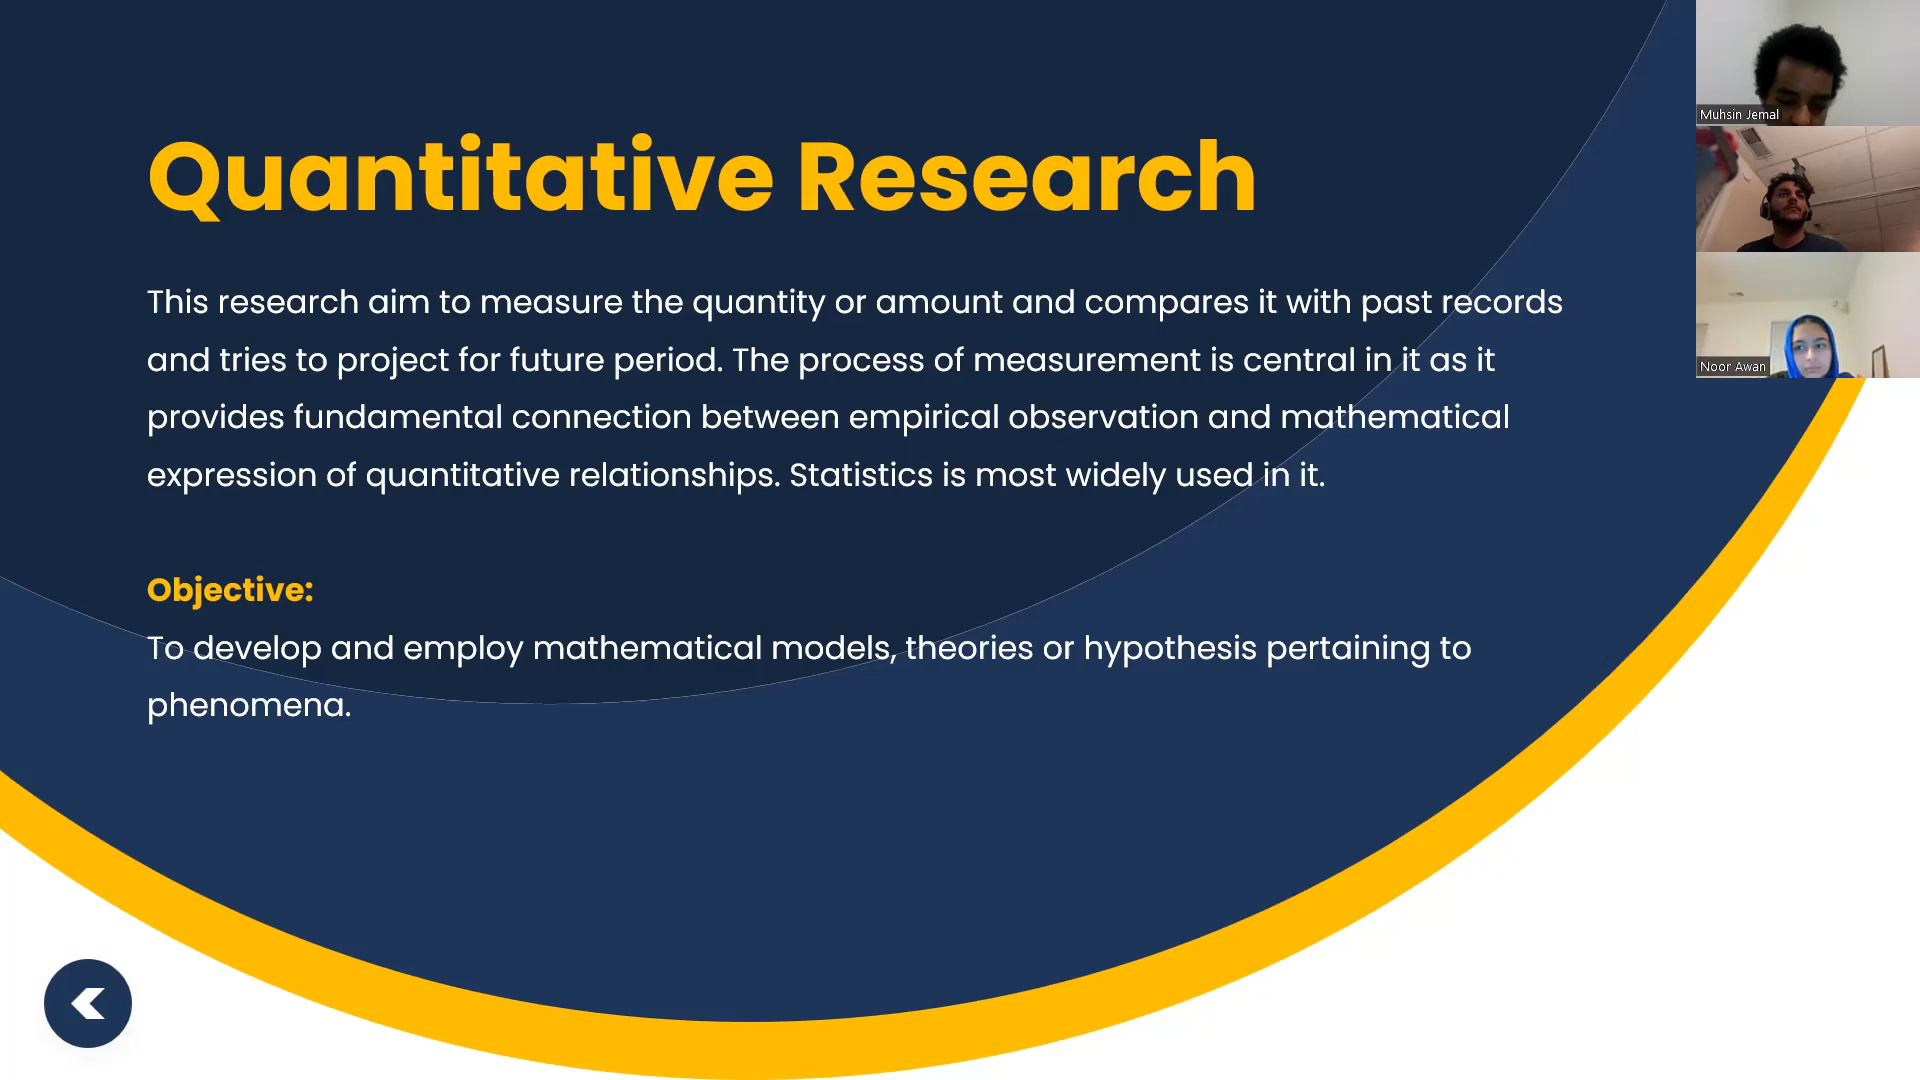 Quantitative Research
This research aim to measure the quantity or amount and compares it with past records
and tries to project for future period. The process of measurement is central in it as it
provides fundamental connection between empirical observation and mathematical
expression of quantitative relationships. Statistics is most widely used in it.
Objective:
To develop and employ mathematical models, theories or hypothesis pertaining to
phenomena.
Muhsin Jemal
Noor Awan